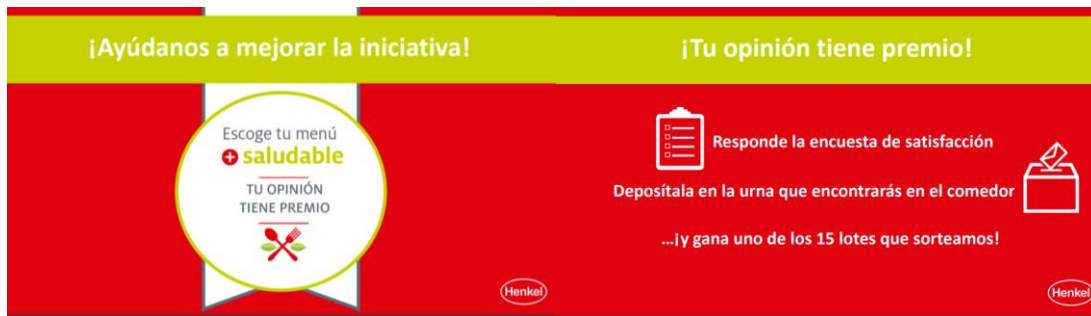 ¡Ayúdanos a mejorar la iniciativa!
Escoge tu menú
+ saludable
TU OPINIÓN
TIENE PREMIO
Henkel
¡Tu opinión tiene premio!
Responde la encuesta de satisfacción
Deposítala en la urna que encontrarás en el comedor
...¡y gana uno de los 15 lotes que sorteamos!
Henkel